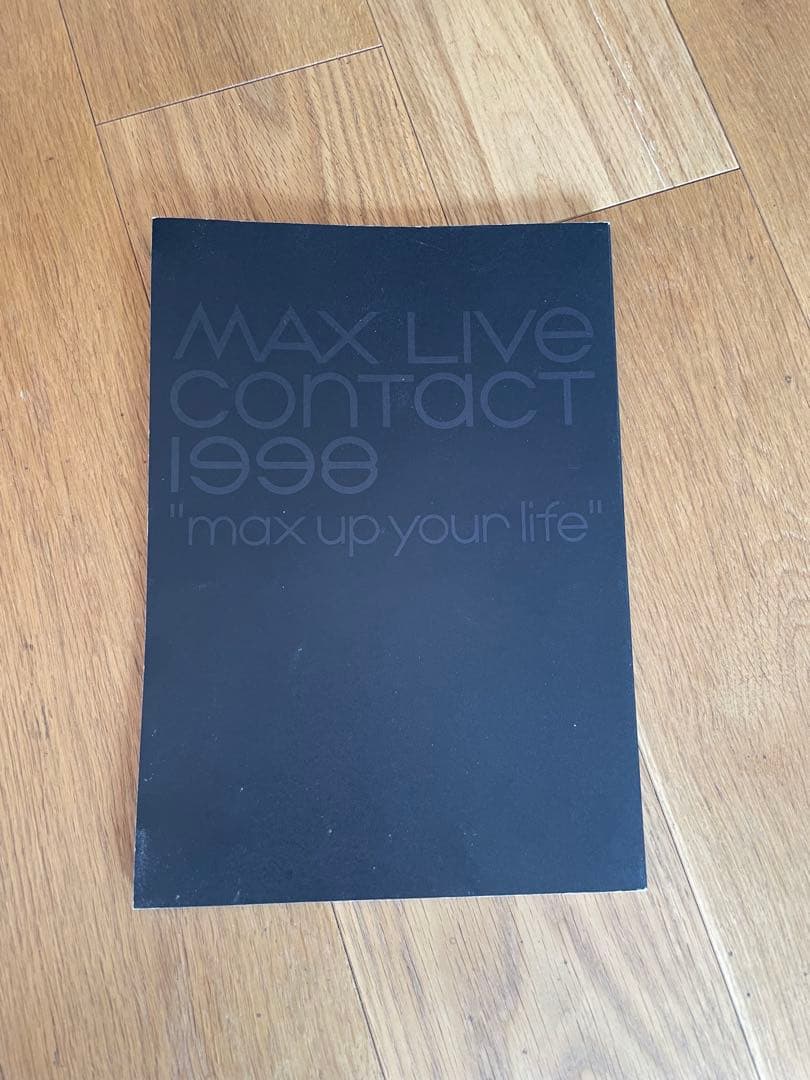 MAX LIVE
CONTACT
1998
"max up your life"